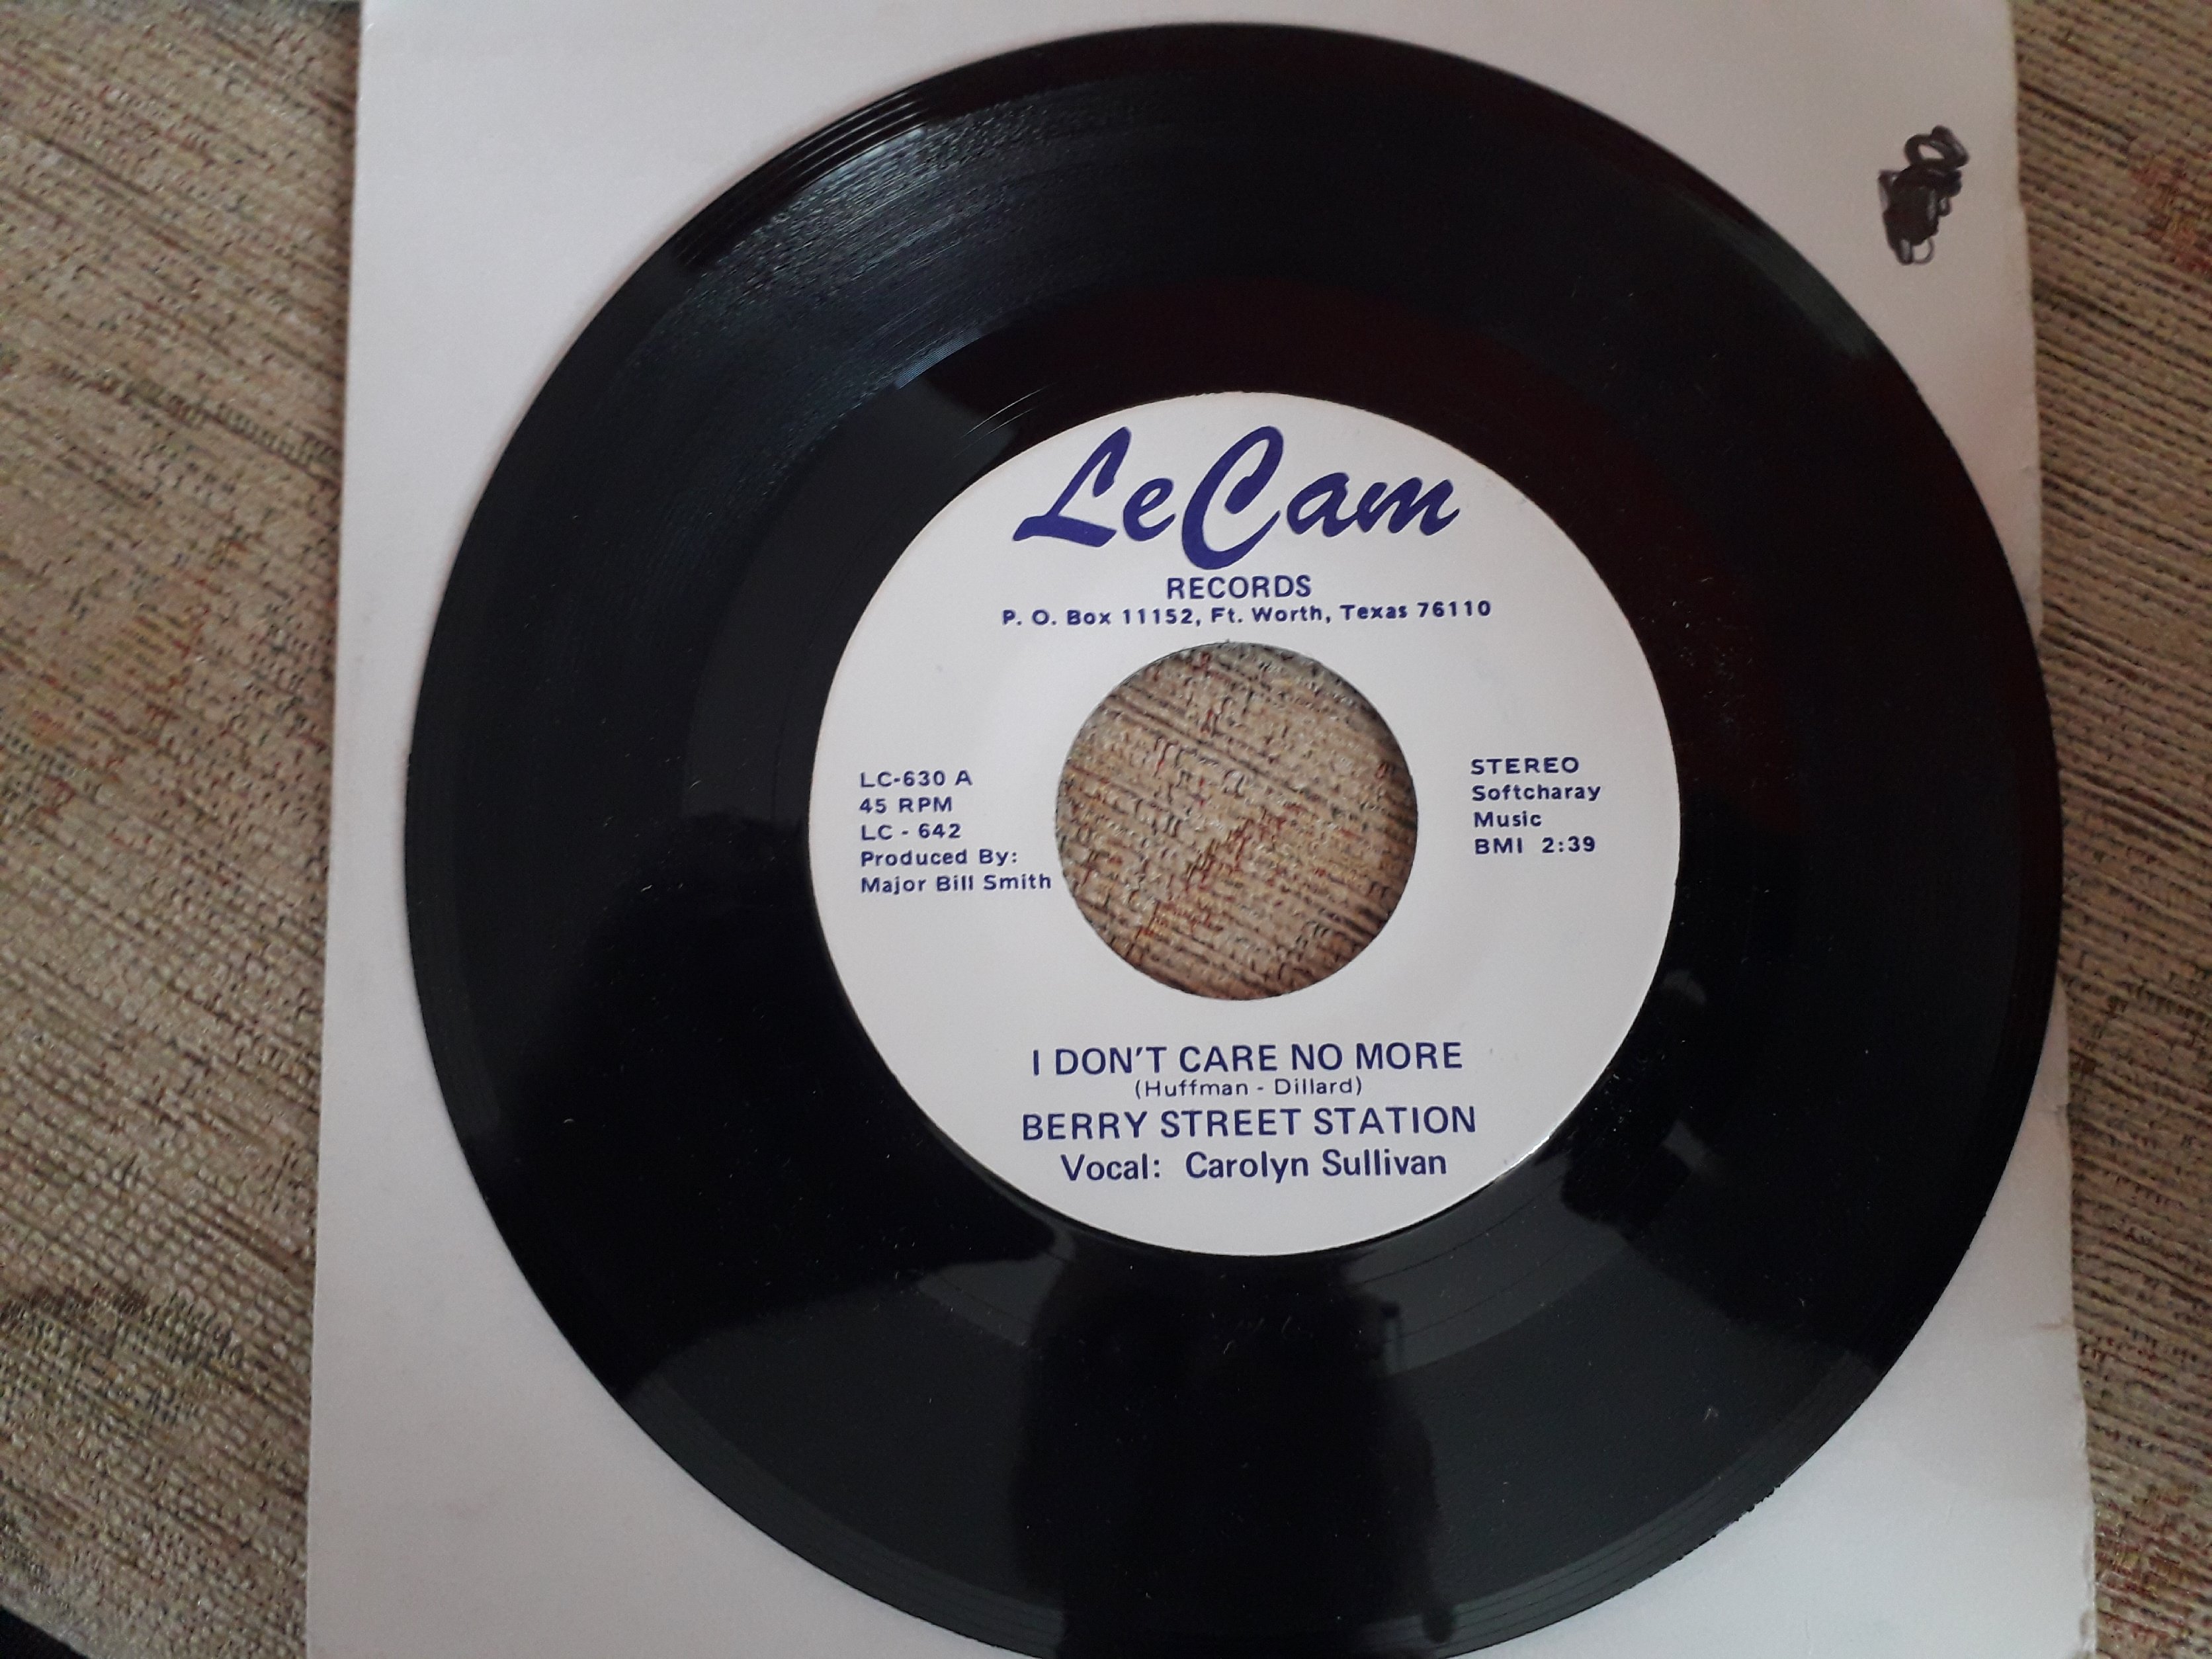 LeCam
RECORDS
P. O. Box 11152, Ft. Worth, Texas 76110
LC-630 A
45 RPM
LC - 642
Produced By:
Major Bill Smith
STEREO
Softcharay
Music
BMI 2:39
I DON'T CARE NO MORE
(Huffman - Dillard)
BERRY STREET STATION
Vocal: Carolyn Sullivan